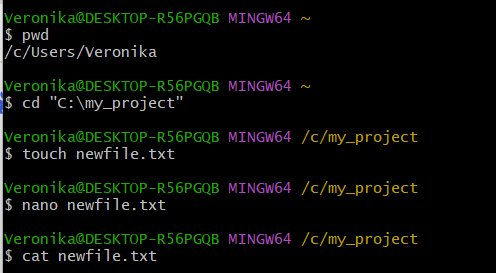 Veronika@DESKTOP-R56PGQB MINGW64 ~
$ pwd
/c/Users/Veronika
Veronika@DESKTOP-R56PGQB MINGW64 ~
$ cd "C:\my_project"
Veronika@DESKTOP-R56PGQB MINGW64 /c/my_project
$ touch newfile.txt
Veronika@DESKTOP-R56PGQB MINGW64 /c/my_project
$ nano newfile.txt
Veronika@DESKTOP-R56PGQB MINGW64 /c/my_project
$ cat newfile.txt